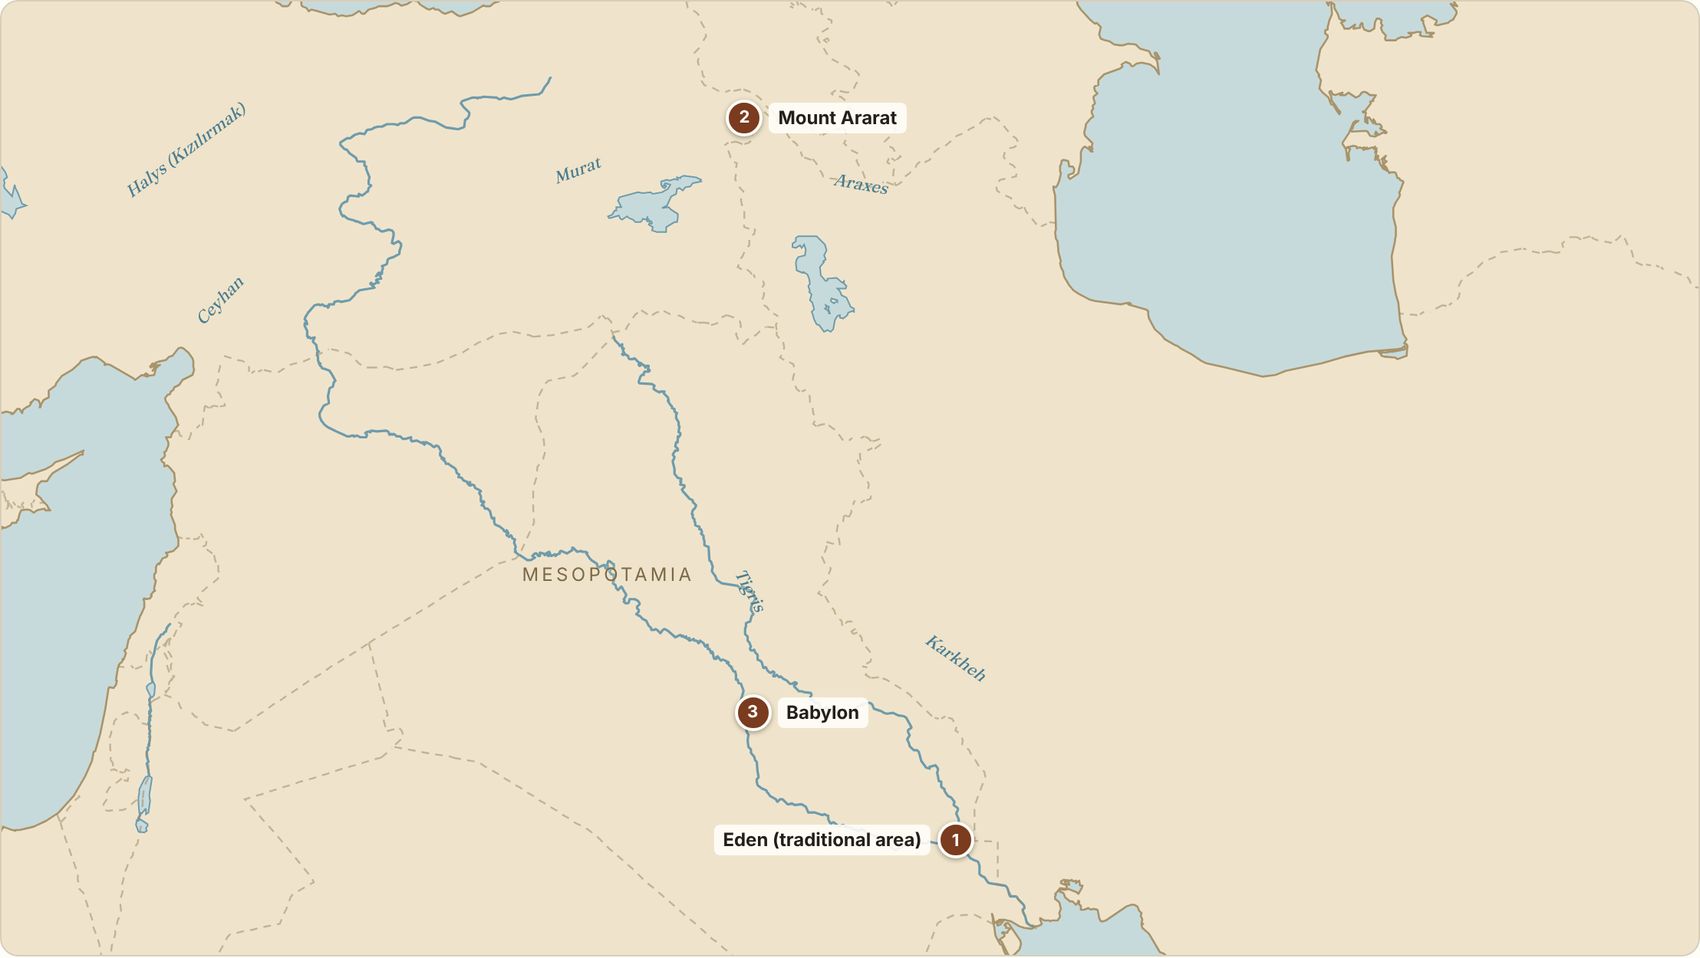 2
Mount Ararat
Halys (Kızılırmak)
Murat
Araxes
Ceyhan
MESOPOTAMIA
Tigris
Karkheh
3
Babylon
Eden (traditional area)
1